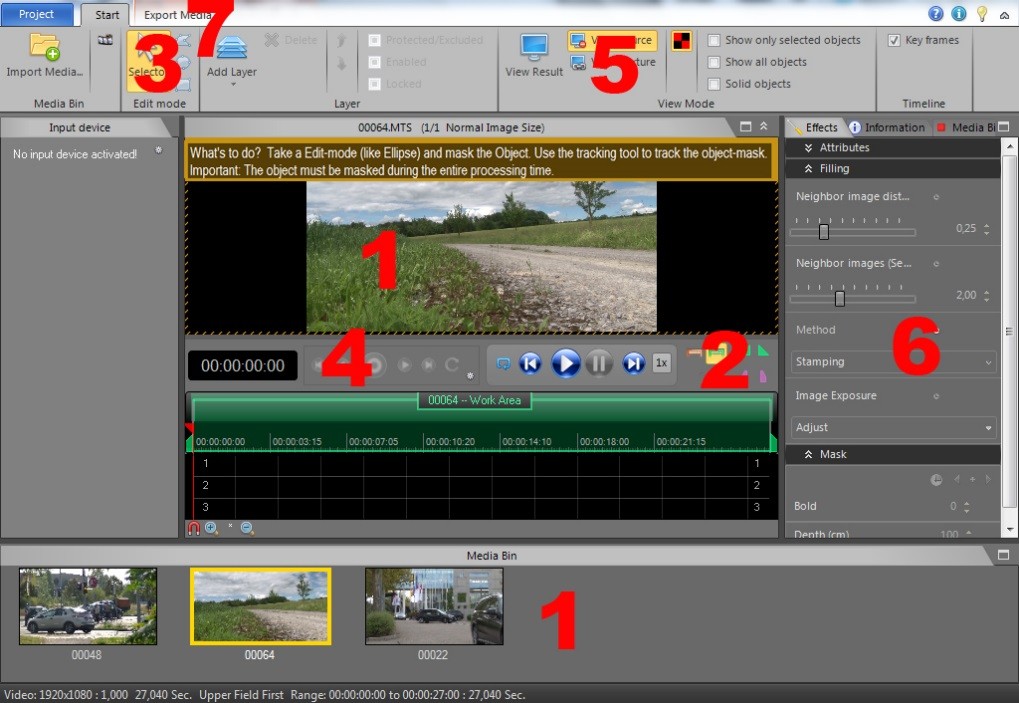 Project Start Export Media
7
Import Media...
3
Selector
Add Layer
Delete
Protected/Excluded
Enabled
Locked
View Result
5
Show only selected objects
Show all objects
Solid objects
Key frames
Media Bin Edit mode Layer View Mode Timeline
Input device
No input device activated!
00064.MTS (1/1 Normal Image Size)
What's to do? Take a Edit-mode (like Ellipse) and mask the Object. Use the tracking tool to track the object-mask.
Important: The object must be masked during the entire processing time.
1
4
00:00:00:00
1x
2
00064 -- Work Area
00:00:00:00 00:00:03:15 00:00:07:05 00:00:10:20 00:00:14:10 00:00:18:00 00:00:21:15
1 1
2 2
3 3
Effects Information Media Bi
Attributes
Filling
Neighbor image dist...
0,25
Neighbor images (Se...
2,00
Method
6
Stamping
Image Exposure
Adjust
Mask
Bold 0
Depth (cm) 100
Media Bin
1
00048 00064 00022
Video: 1920x1080 : 1,000 27,040 Sec. Upper Field First Range: 00:00:00:00 to 00:00:27:00 : 27,040 Sec.